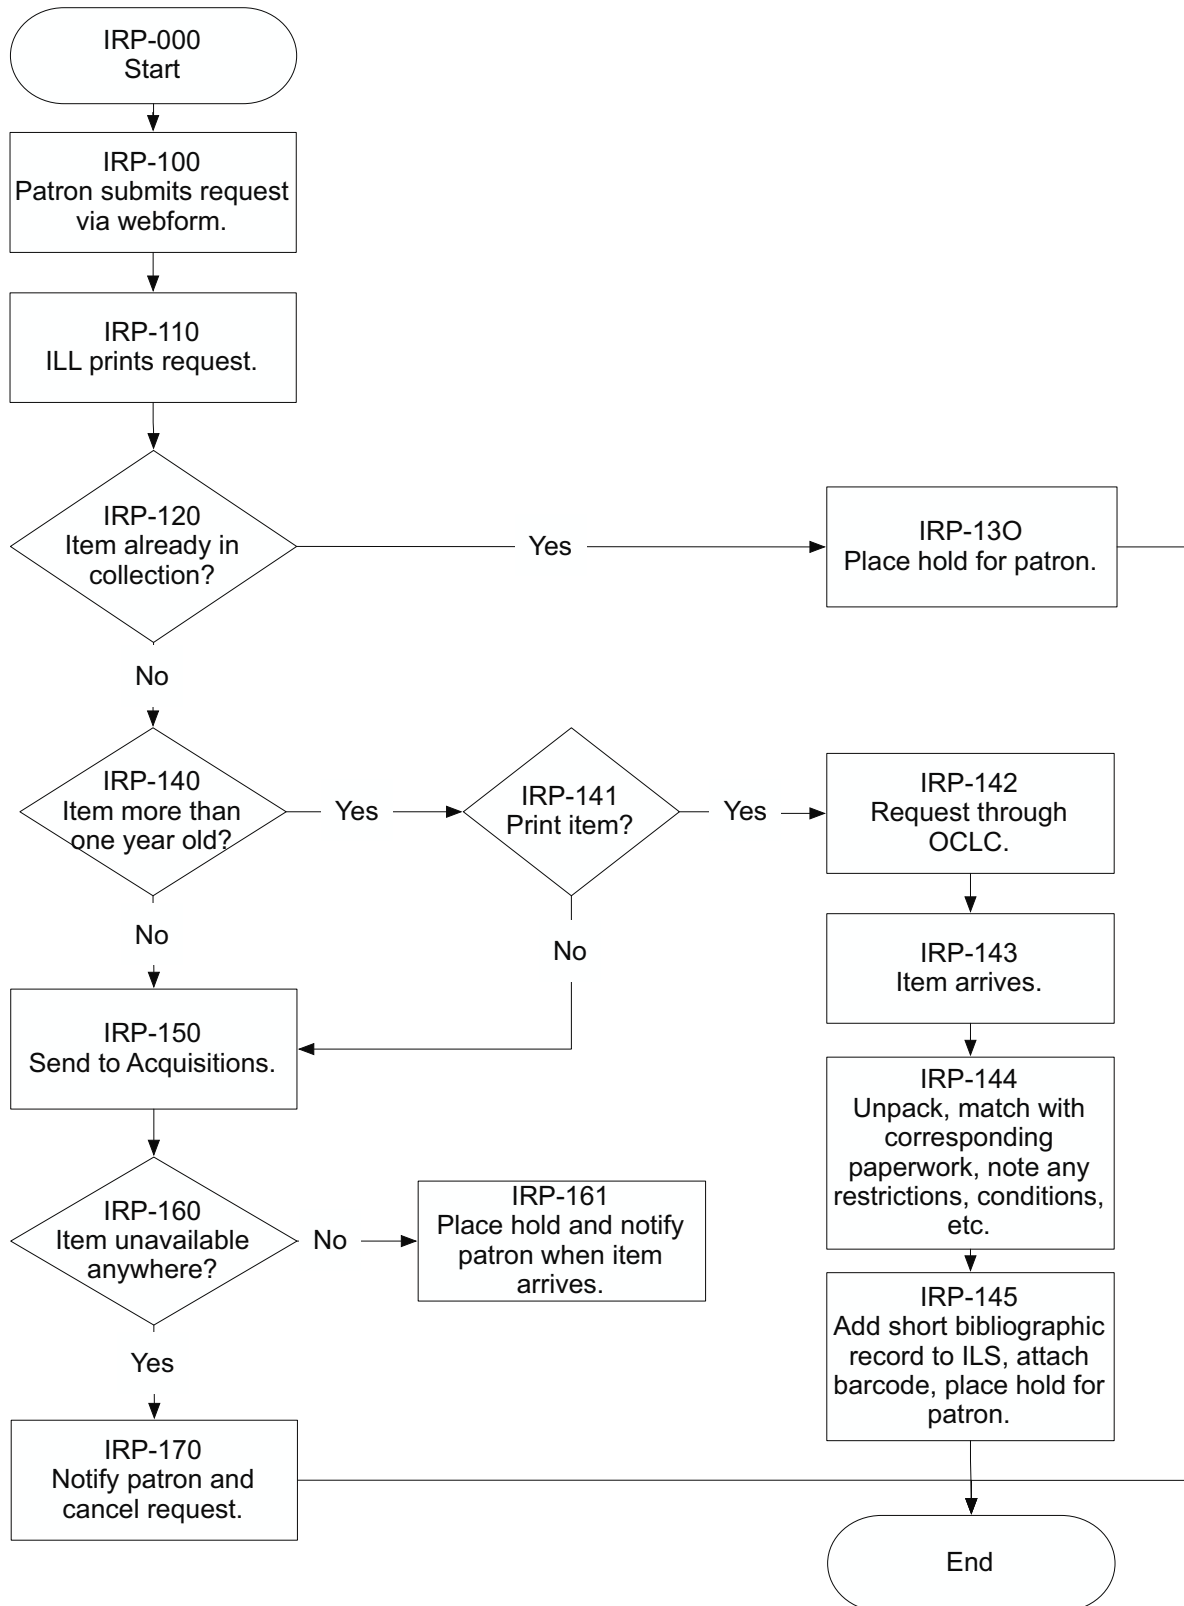 IRP-000
Start
IRP-100
Patron submits request
via webform.
IRP-110
ILL prints request.
IRP-120
Item already in
collection?
Yes
IRP-13O
Place hold for patron.
No
IRP-140
Item more than
one year old?
Yes
IRP-141
Print item?
Yes
IRP-142
Request through
OCLC.
No
No
IRP-143
Item arrives.
IRP-150
Send to Acquisitions.
IRP-144
Unpack, match with
corresponding
paperwork, note any
restrictions, conditions,
etc.
IRP-160
Item unavailable
anywhere?
No
IRP-161
Place hold and notify
patron when item
arrives.
IRP-145
Add short bibliographic
record to ILS, attach
barcode, place hold for
patron.
Yes
IRP-170
Notify patron and
cancel request.
End